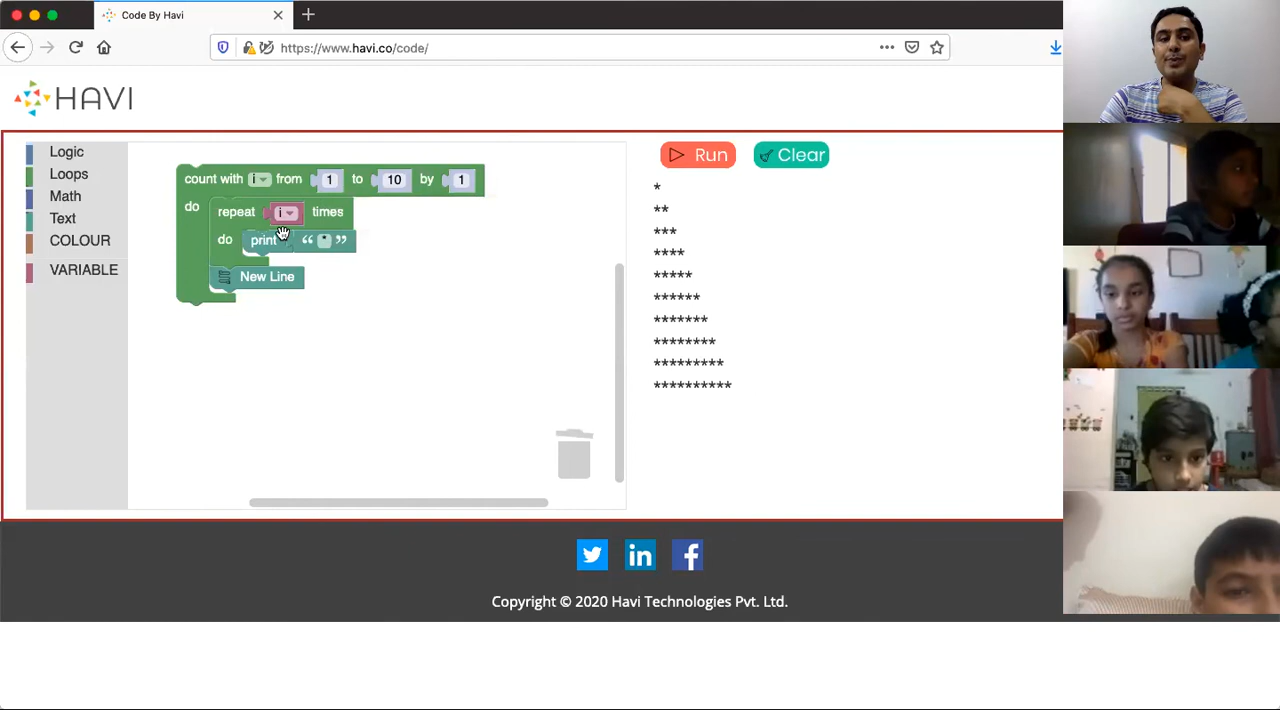 Code By Havi
https://www.havi.co/code/
HAVI
Logic
Loops
Math
Text
COLOUR
VARIABLE
count with i from 1 to 10 by 1
do
repeat i times
do
print “ * ”
New Line
Run
Clear
*
**
***
****
*****
******
*******
********
*********
**********
Copyright © 2020 Havi Technologies Pvt. Ltd.